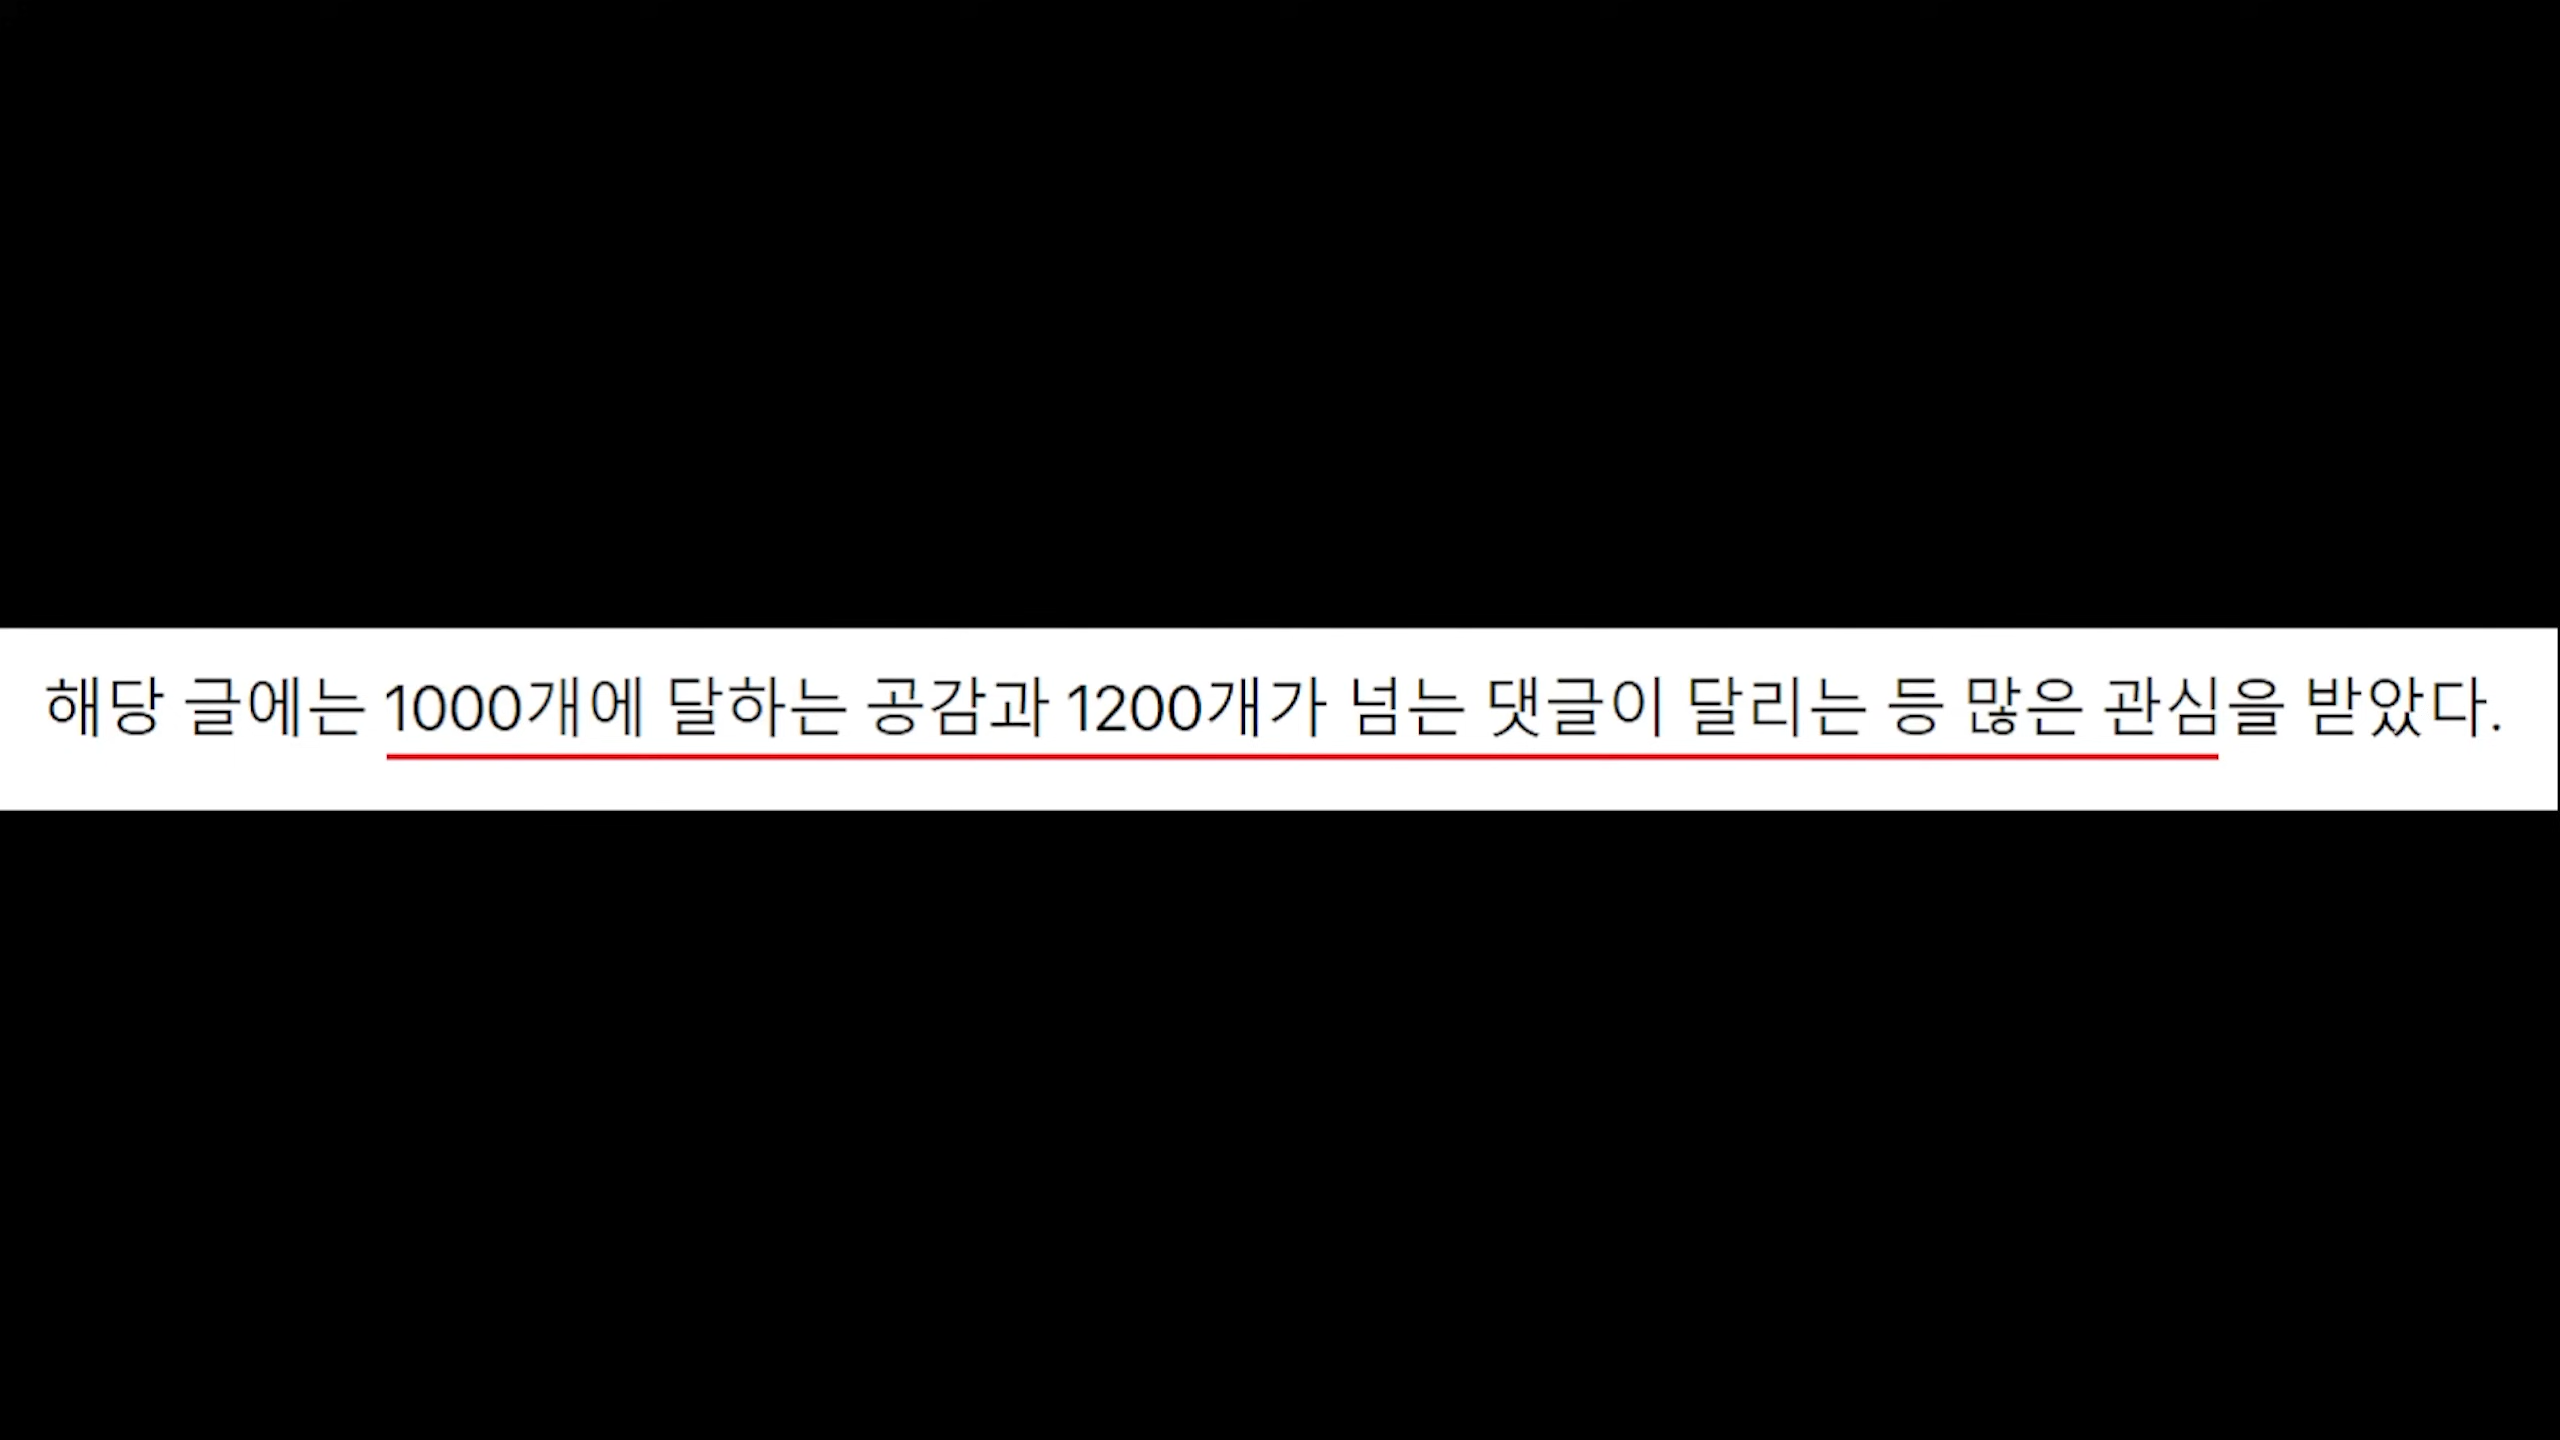 해당 글에는 1000개에 달하는 공감과 1200개가 넘는 댓글이 달리는 등 많은 관심을 받았다.